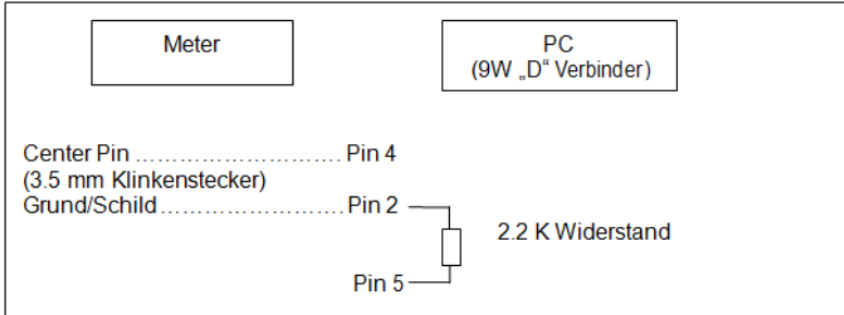 Meter
PC
(9W „D“ Verbinder)
Center Pin ............................ Pin 4
(3.5 mm Klinkenstecker)
Grund/Schild ......................... Pin 2
2.2 K Widerstand
Pin 5